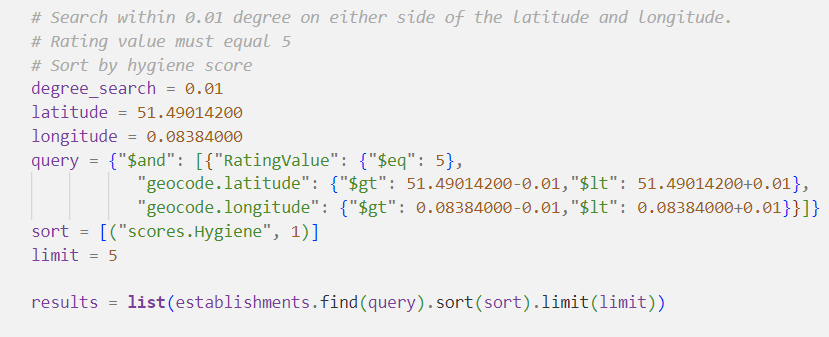 # Search within 0.01 degree on either side of the latitude and longitude.
# Rating value must equal 5
# Sort by hygiene score
degree_search = 0.01
latitude = 51.49014200
longitude = 0.08384000
query = {"$and": [{"RatingValue": {"$eq": 5},
"geocode.latitude": {"$gt": 51.49014200-0.01,"$lt": 51.49014200+0.01},
"geocode.longitude": {"$gt": 0.08384000-0.01,"$lt": 0.08384000+0.01}}]}
sort = [("scores.Hygiene", 1)]
limit = 5
results = list(establishments.find(query).sort(sort).limit(limit))